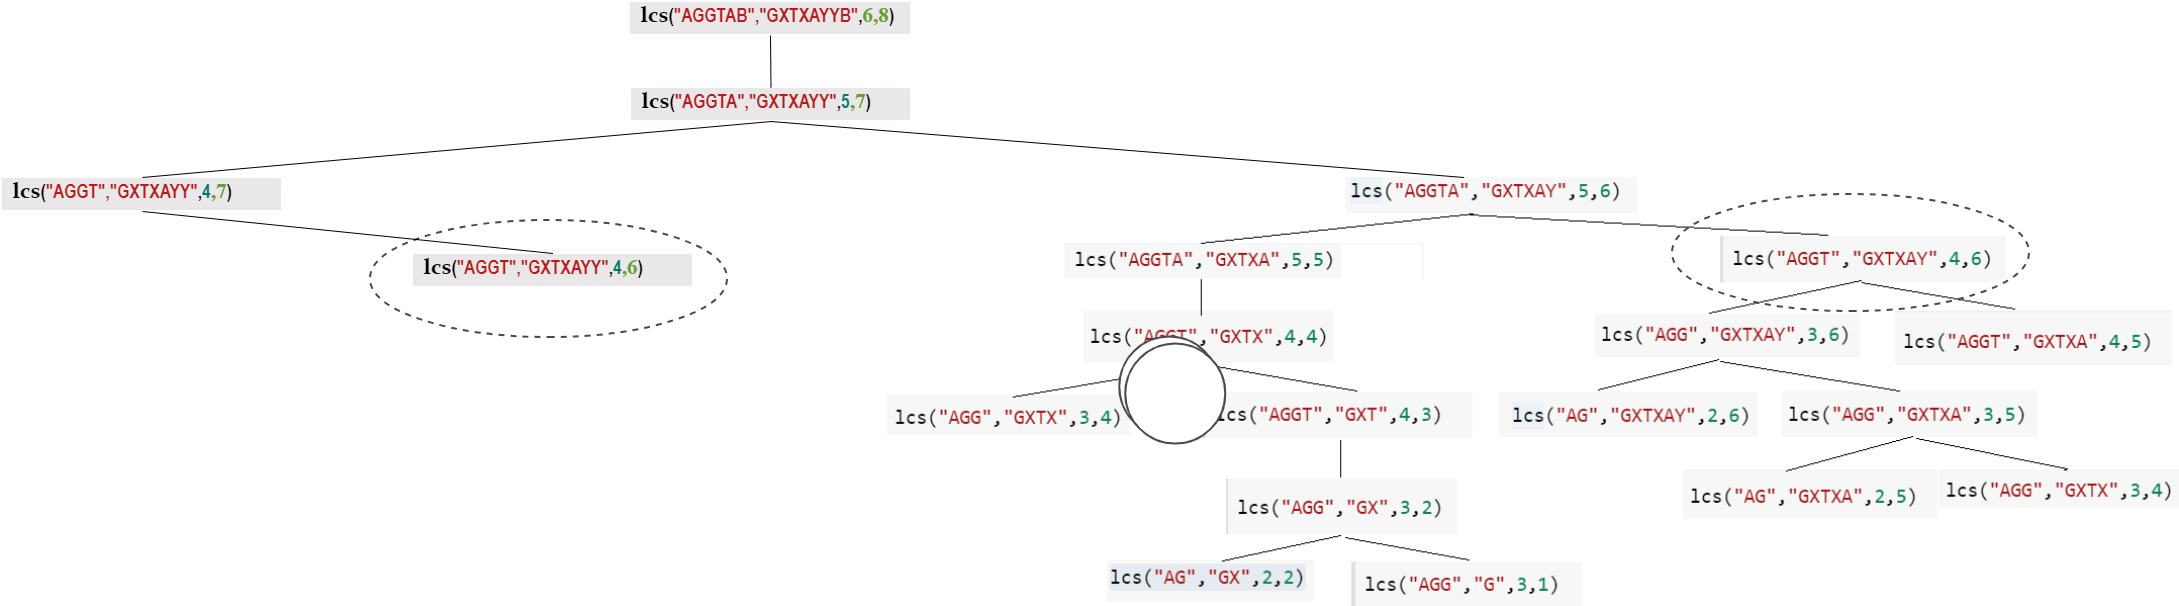 lcs("AGGTAB","GXTXAYYB",6,8)
lcs("AGGTA","GXTXAYY",5,7)
lcs("AGGT","GXTXAYY",4,7)
lcs("AGGTA","GXTXAY",5,6)
lcs("AGGT","GXTXAYY",4,6)
lcs("AGGTA","GXTXA",5,5)
lcs("AGGT","GXTXAY",4,6)
lcs("AGGT","GXTX",4,4)
lcs("AGG","GXTXAY",3,6)
lcs("AGGT","GXTXA",4,5)
lcs("AGG","GXTX",3,4)
lcs("AGGT","GXT",4,3)
lcs("AG","GXTXAY",2,6)
lcs("AGG","GXTXA",3,5)
lcs("AGG","GX",3,2)
lcs("AG","GXTXA",2,5)
lcs("AGG","GXTX",3,4)
lcs("AG","GX",2,2)
lcs("AGG","G",3,1)